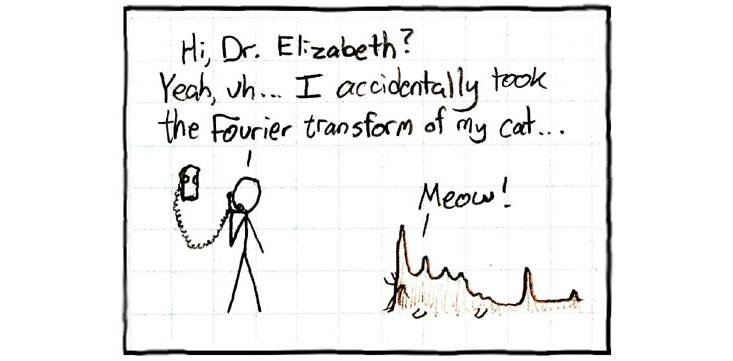 Hi, Dr. Elizabeth?
Yeah, uh... I accidentally took
the Fourier transform of my cat...
Meow!